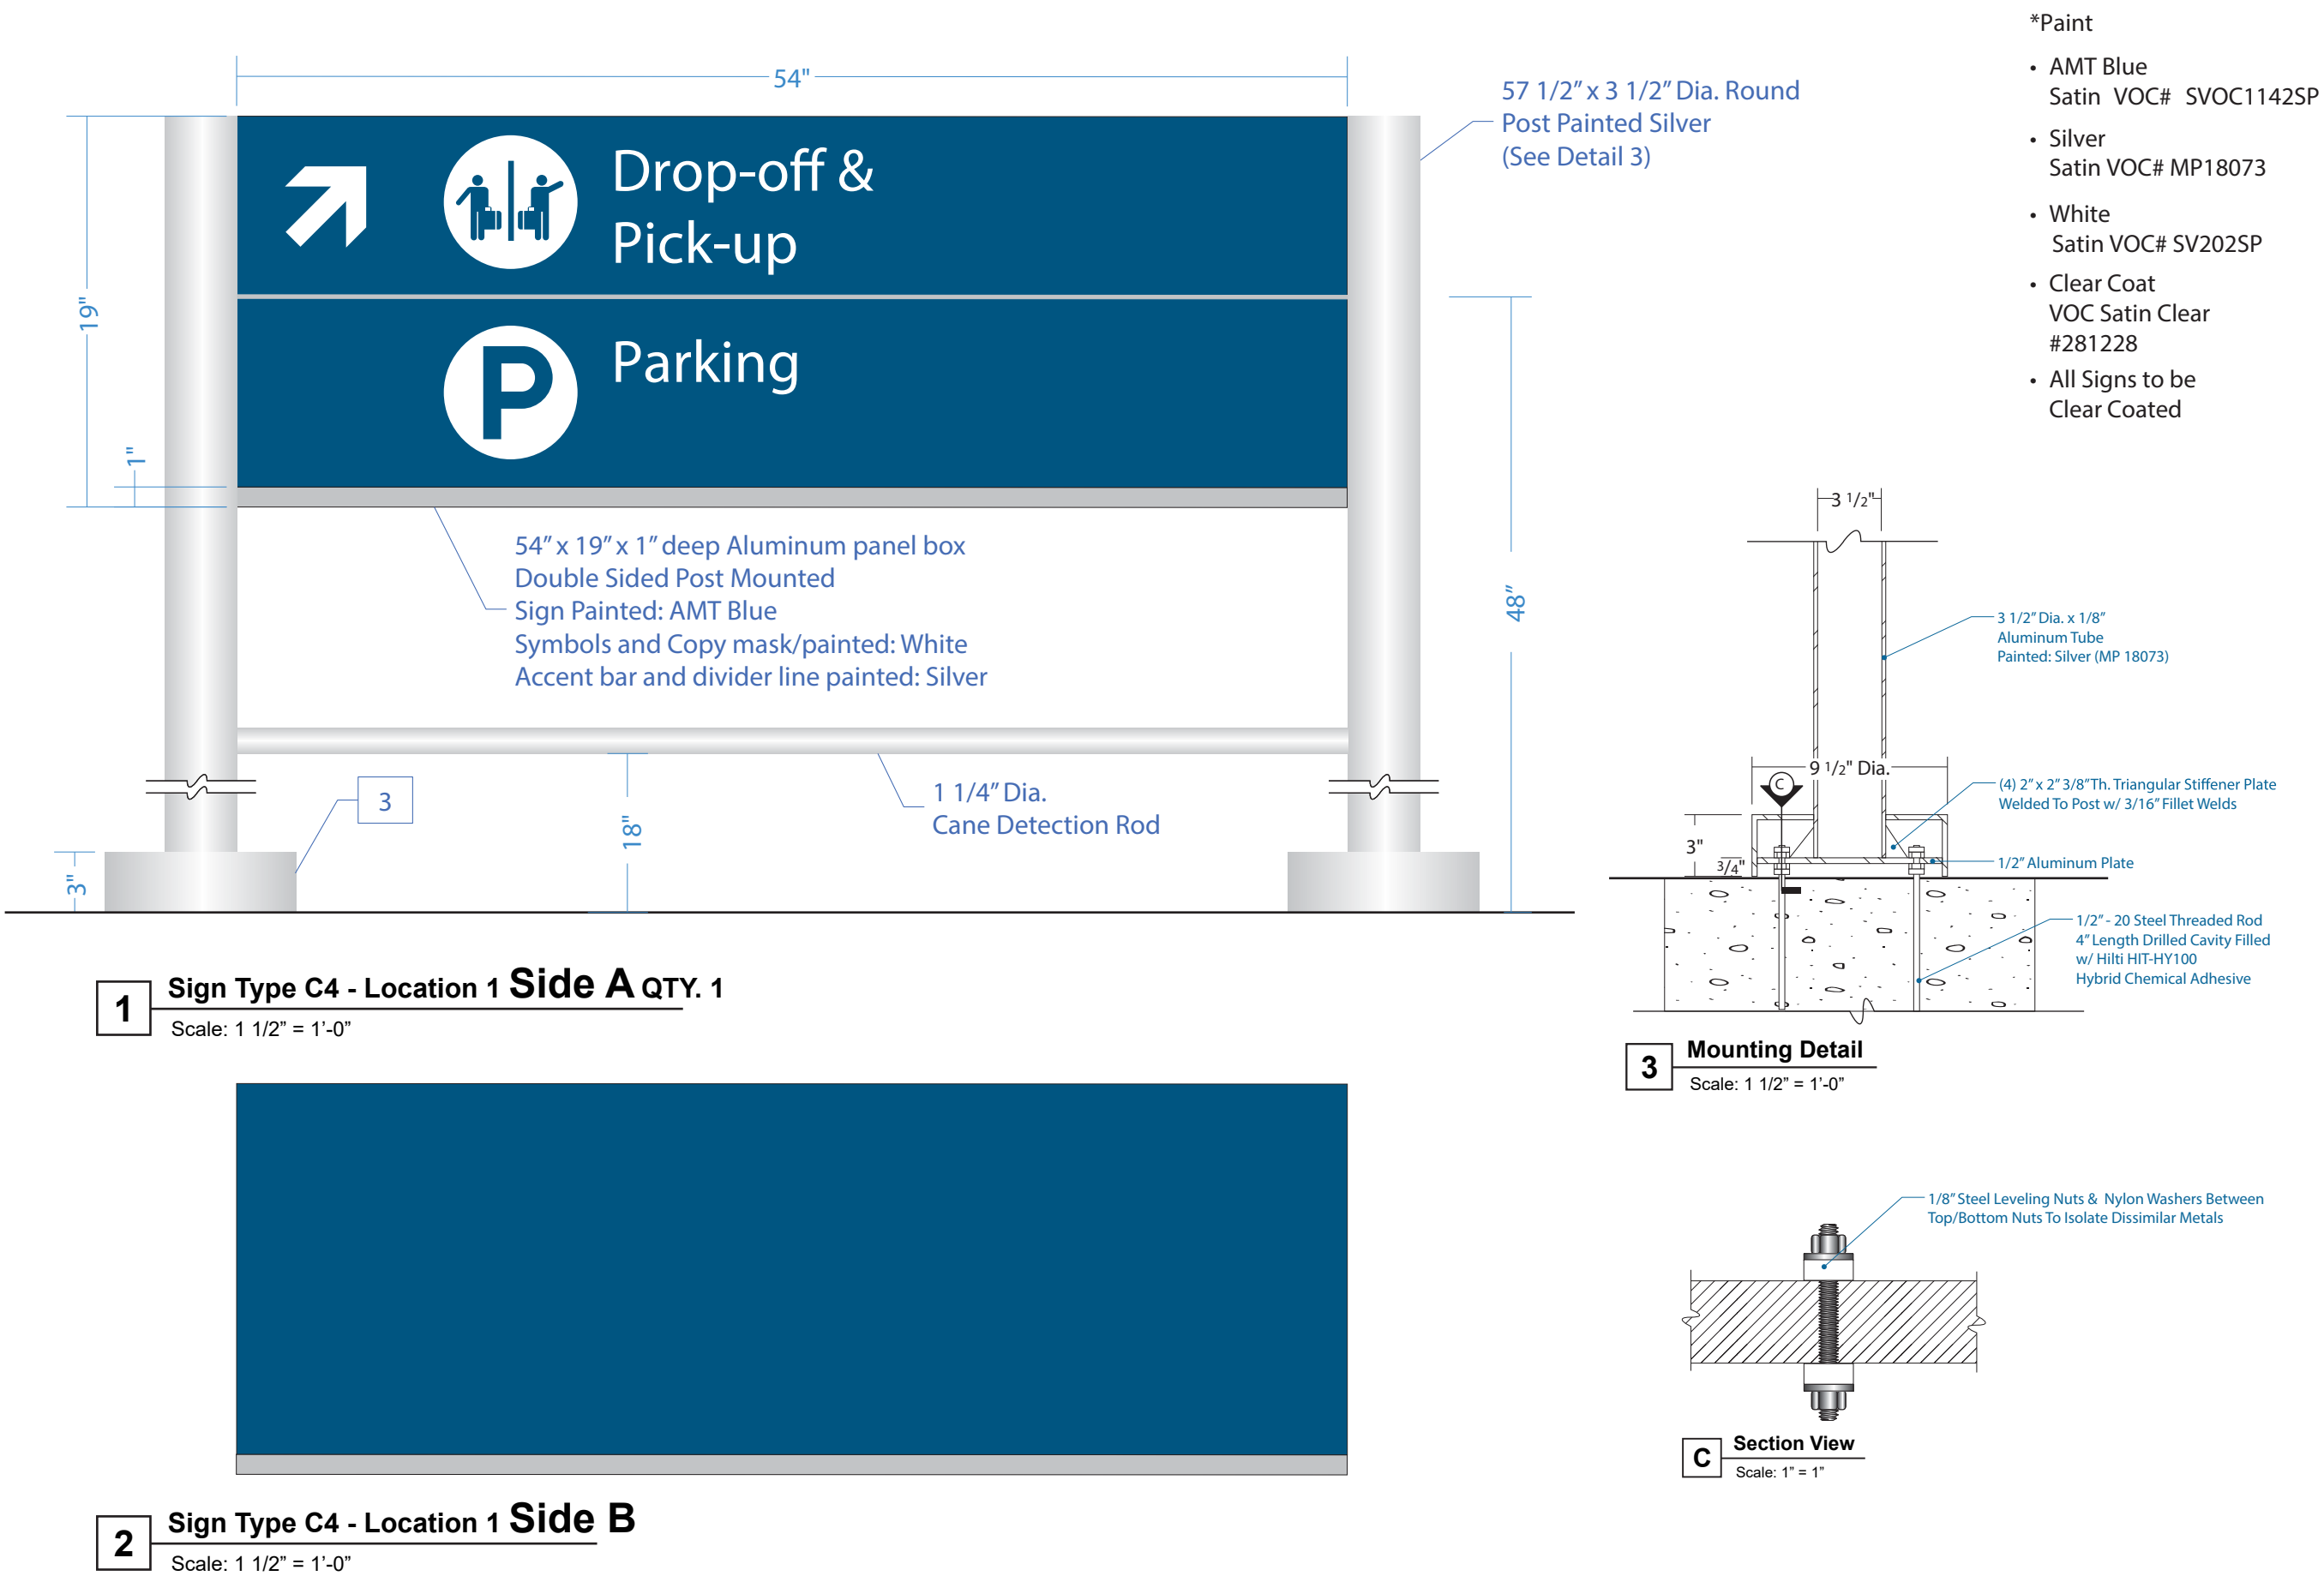 *Paint
• AMT Blue
Satin VOC# SVOC1142SP
• Silver
Satin VOC# MP18073
• White
Satin VOC# SV202SP
• Clear Coat
VOC Satin Clear
#281228
• All Signs to be
Clear Coated
54"
57 1/2” x 3 1/2” Dia. Round
Post Painted Silver
(See Detail 3)
Drop-off &
Pick-up
P
Parking
19"
1"
48”
54” x 19” x 1” deep Aluminum panel box
Double Sided Post Mounted
Sign Painted: AMT Blue
Symbols and Copy mask/painted: White
Accent bar and divider line painted: Silver
3
1 1/4” Dia.
Cane Detection Rod
18"
3"
1
Sign Type C4 - Location 1 Side A QTY. 1
Scale: 1 1/2” = 1’-0”
3 1/2"
3 1/2” Dia. x 1/8”
Aluminum Tube
Painted: Silver (MP 18073)
9 1/2" Dia.
C
(4) 2” x 2” 3/8” Th. Triangular Stiffener Plate
Welded To Post w/ 3/16” Fillet Welds
3"
3/4"
1/2” Aluminum Plate
1/2” - 20 Steel Threaded Rod
4” Length Drilled Cavity Filled
w/ Hilti HIT-HY100
Hybrid Chemical Adhesive
3
Mounting Detail
Scale: 1 1/2” = 1’-0”
1/8” Steel Leveling Nuts & Nylon Washers Between
Top/Bottom Nuts To Isolate Dissimilar Metals
C
Section View
Scale: 1” = 1”
2
Sign Type C4 - Location 1 Side B
Scale: 1 1/2” = 1’-0”